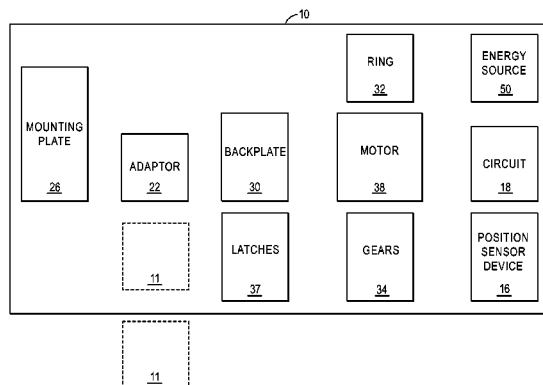 10
RING
32
ENERGY
SOURCE
50
MOUNTING
PLATE
26
ADAPTOR
22
BACKPLATE
30
MOTOR
38
CIRCUIT
18
11
LATCHES
37
GEARS
34
POSITION
SENSOR
DEVICE
16
11